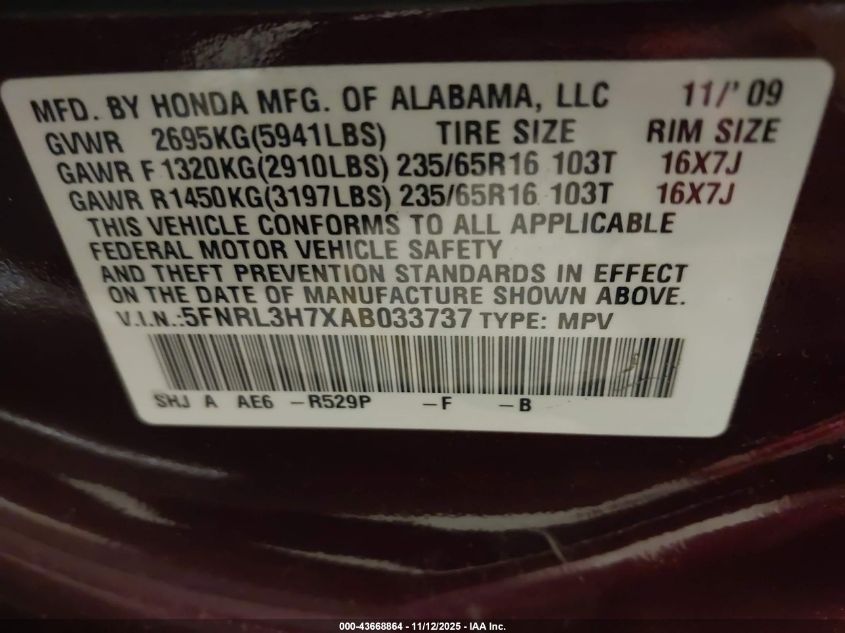 MFD. BY HONDA MFG. OF ALABAMA, LLC 11/'09
GVWR 2695KG(5941LBS) TIRE SIZE RIM SIZE
GAWR F 1320KG(2910LBS) 235/65R16 103T 16X7J
GAWR R1450KG(3197LBS) 235/65R16 103T 16X7J
THIS VEHICLE CONFORMS TO ALL APPLICABLE
FEDERAL MOTOR VEHICLE SAFETY
AND THEFT PREVENTION STANDARDS IN EFFECT
ON THE DATE OF MANUFACTURE SHOWN ABOVE.
V.I.N.:5FNRL3H7XAB033737 TYPE: MPV
SHJ A AE6 -R529P -F -B
000-43668864 - 11/12/2025 - IAA Inc.